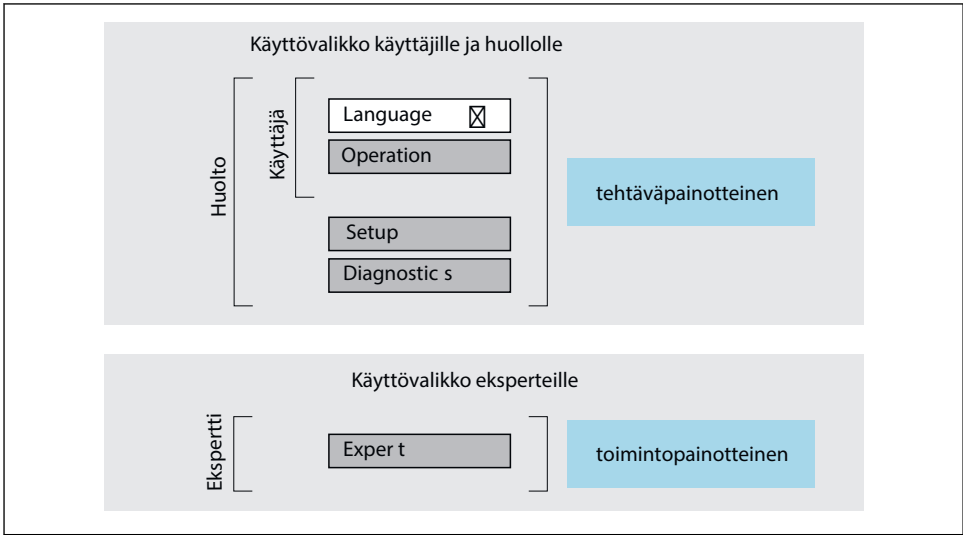 Käyttövalikko käyttäjille ja huollolle
Huolto
Käyttäjä
Language
Operation
Setup
Diagnostic s
tehtäväpainotteinen
Käyttövalikko eksperteille
Ekspertti
Exper t
toimintopainotteinen